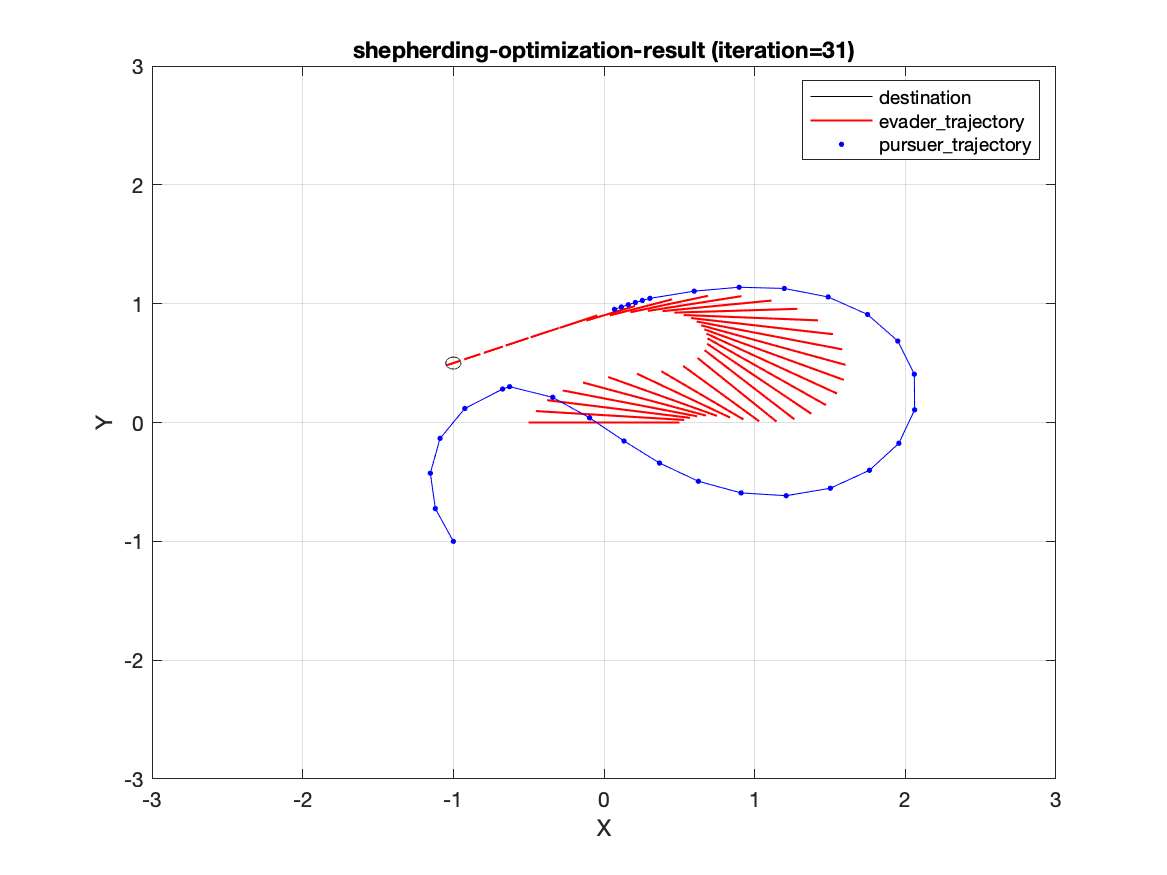 shepherding-optimization-result (iteration=31)
3
destination
evader_trajectory
pursuer_trajectory
2
1
Y
0
-1
-2
-3
-3 -2 -1 0 1 2 3
X